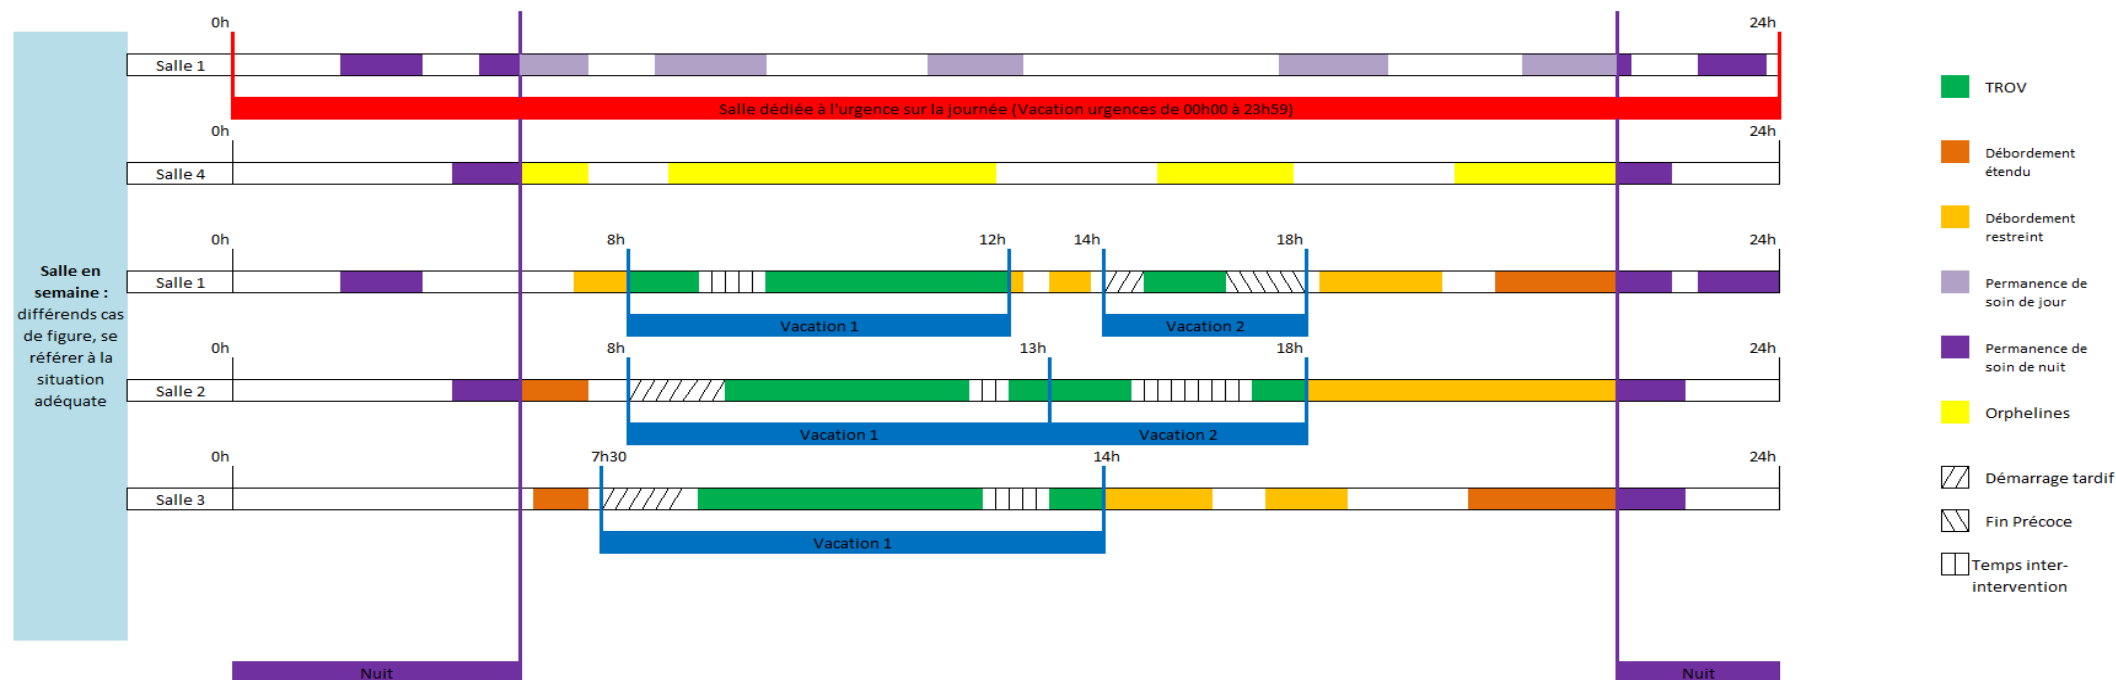 0h 24h
Salle 1
Salle dédiée à l'urgence sur la journée (Vacation urgences de 00h00 à 23h59)
0h 24h
Salle 4
0h 8h 12h 14h 18h 24h
Salle 1
Vacation 1 Vacation 2
0h 8h 13h 18h 24h
Salle 2
Vacation 1 Vacation 2
0h 7h30 14h 24h
Salle 3
Vacation 1
Nuit Nuit
Salle en
semaine :
différends cas
de figure, se
référer à la
situation
adéquate
TROV
Débordement
étendu
Débordement
restreint
Permanence de
soin de jour
Permanence de
soin de nuit
Orphelines
Démarrage tardif
Fin Précoce
Temps inter-
intervention